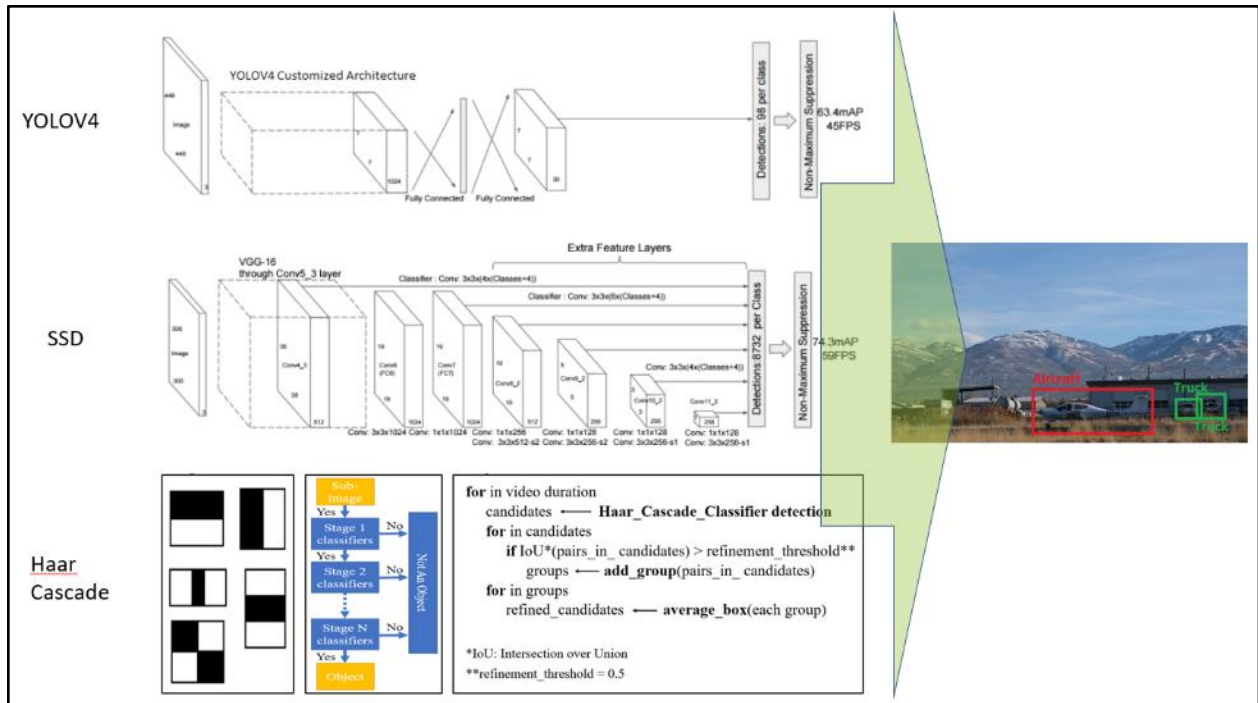 YOLOV4
YOLOV4 Customized Architecture
448
Image
448
3
7
7
1024
Fully Connected
Fully Connected
7
7
30
Detections: 98 per class
Non-Maximum Suppression
63.4mAP
45FPS
SSD
VGG-16
through Conv5_3 layer
Extra Feature Layers
Classifier : Conv: 3x3x(4x(Classes+4))
Classifier : Conv: 3x3x(6x(Classes+4))
Conv: 3x3x(4x(Classes+4))
300
Image
300
3
38
Conv4_3
38
512
19
Conv6
(FC6)
19
1024
19
Conv7
(FC7)
19
1024
10
10
512
5
5
256
3
Conv10_2
3
256
Conv11_2
256
Conv: 3x3x1024
Conv: 1x1x1024
Conv: 1x1x256
Conv: 3x3x512-s2
Conv: 1x1x128
Conv: 3x3x256-s2
Conv: 1x1x128
Conv: 3x3x256-s1
Conv: 1x1x128
Conv: 3x3x256-s1
Detections:8732 per Class
Non-Maximum Suppression
74.3mAP
59FPS
Aircraft
Truck
Truck
Haar
Cascade
Sub-
image
Yes
Stage 1
classifiers
No
Yes
Stage 2
classifiers
No
Stage N
classifiers
No
Yes
Object
Not An Object
for in video duration
candidates ⟵ Haar_Cascade_Classifier detection
for in candidates
if IoU*(pairs_in_ candidates) > refinement_threshold**
groups ⟵ add_group(pairs_in_ candidates)
for in groups
refined_candidates ⟵ average_box(each group)
*IoU: Intersection over Union
**refinement_threshold = 0.5